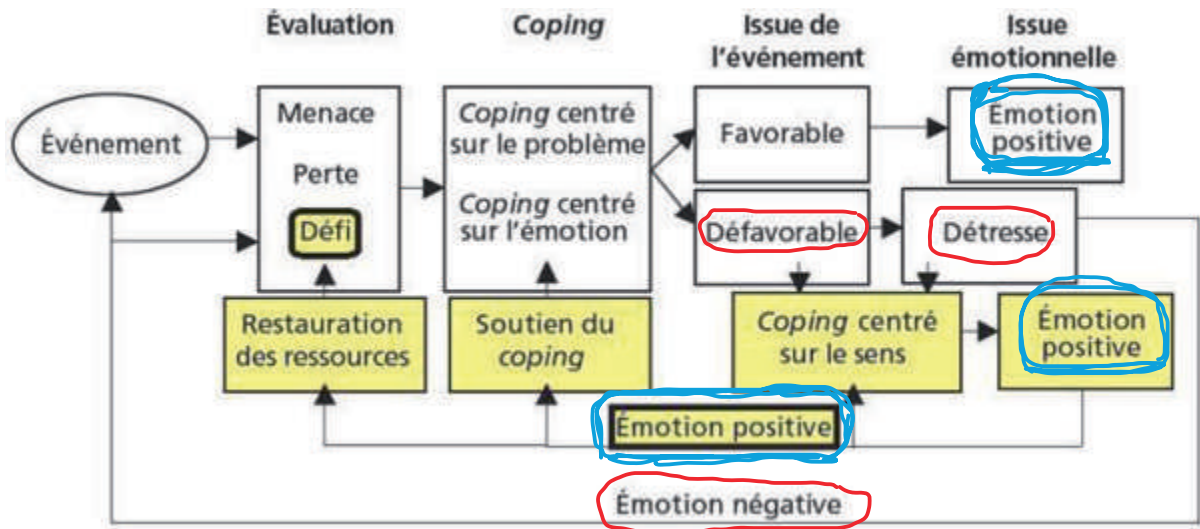 Évaluation
Coping
Issue de
l'événement
Issue
émotionnelle
Événement
Menace
Perte
Défi
Coping centré
sur le problème
Coping centré
sur l'émotion
Favorable
Émotion
positive
Défavorable
Détresse
Restauration
des ressources
Soutien du
coping
Coping centré
sur le sens
Émotion
positive
Émotion positive
Émotion négative